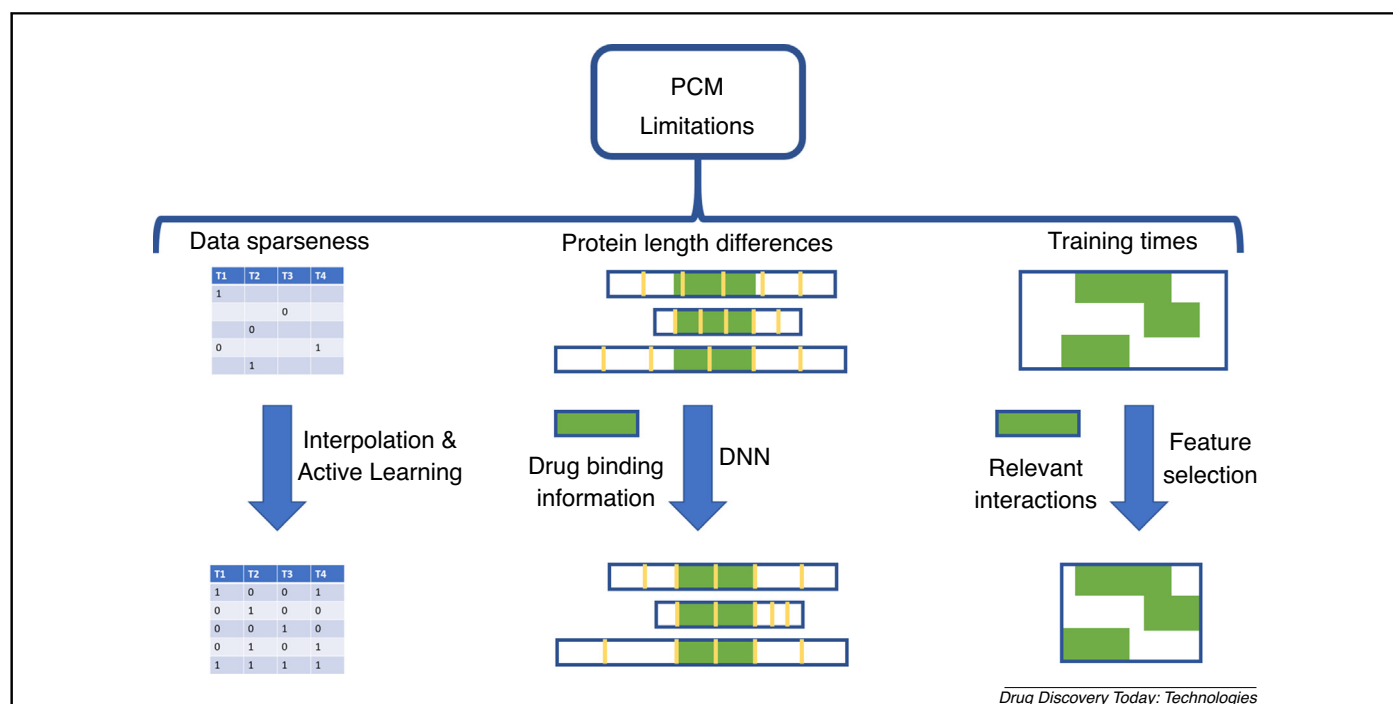 PCM
Limitations
Data sparseness
Protein length differences
Training times
T1 T2 T3 T4
1
0
0
0 1
1
Interpolation &
Active Learning
Drug binding
information
DNN
Relevant
interactions
Feature
selection
T1 T2 T3 T4
1 0 0 1
0 1 0 0
0 0 1 0
0 1 0 1
1 1 1 1
Drug Discovery Today: Technologies